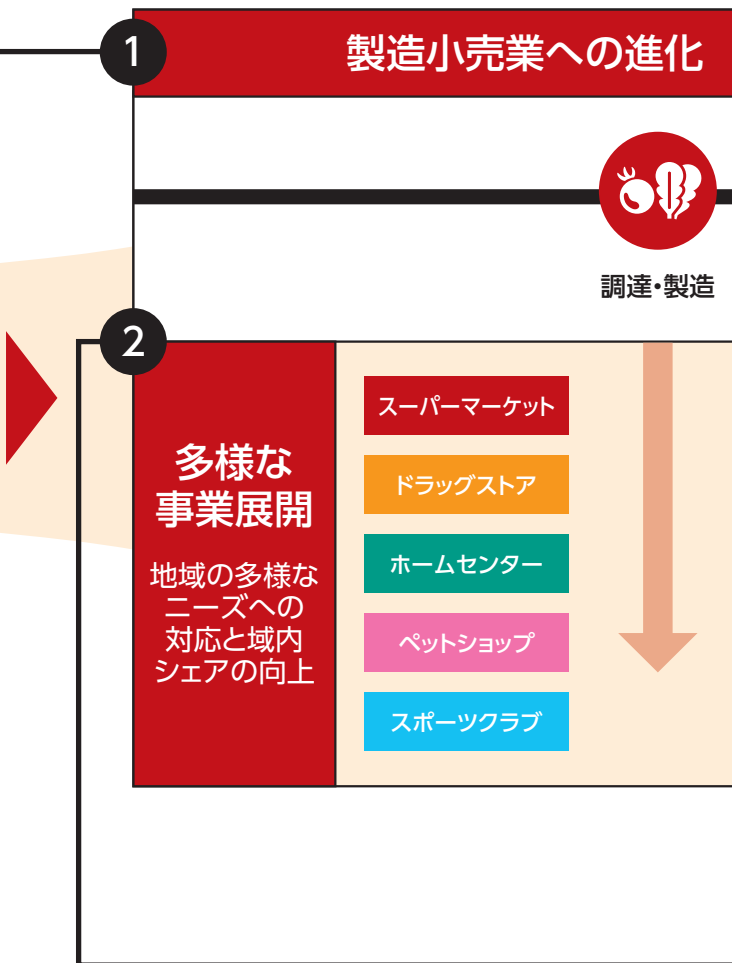 1
製造小売業への進化
調達・製造
2
多様な
事業展開
地域の多様な
ニーズへの
対応と域内
シェアの向上
スーパーマーケット
ドラッグストア
ホームセンター
ペットショップ
スポーツクラブ